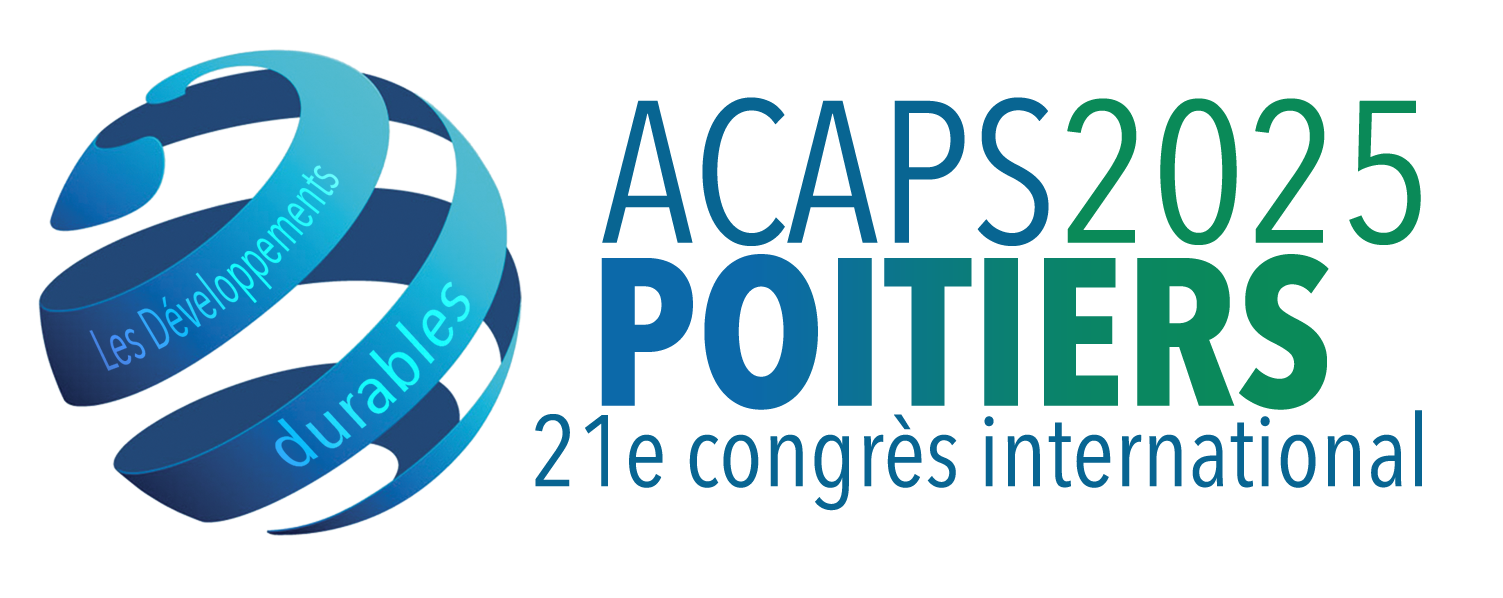 Les Développements
durables
ACAPS2025
POITIERS
21e congrès international